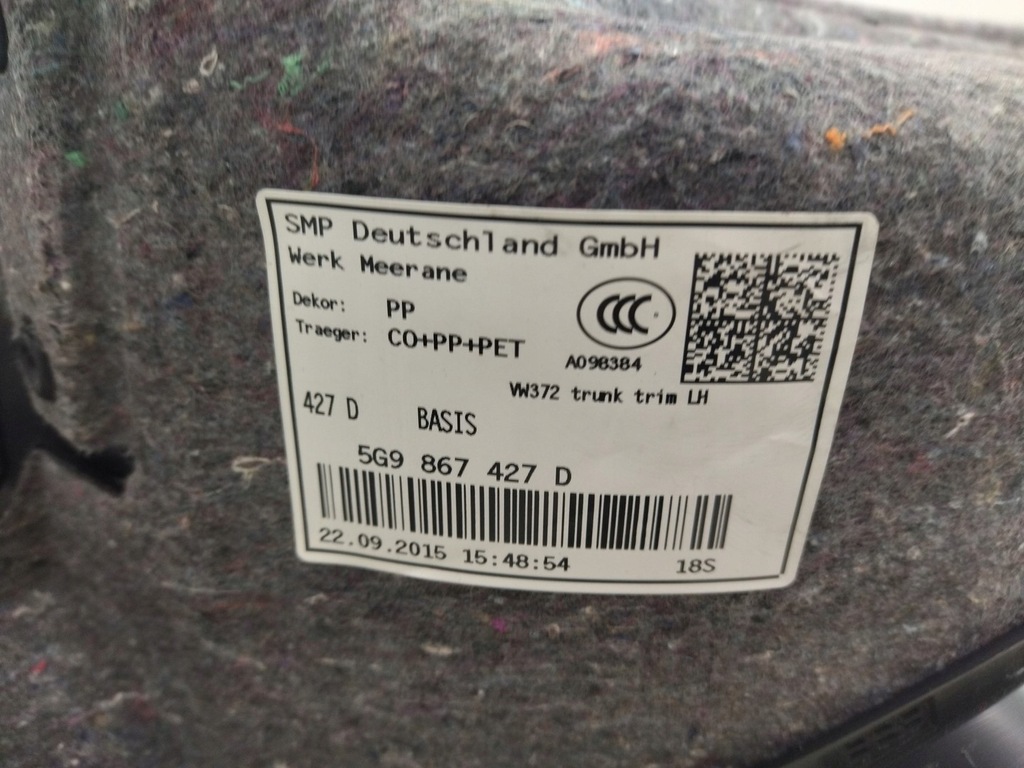 SMP Deutschland GmbH
Werk Meerane
Dekor: PP
Traeger: CO+PP+PET
CCC
A098384
VW372 trunk trim LH
427 D BASIS
5G9 867 427 D
22.09.2015 15:48:54 18S